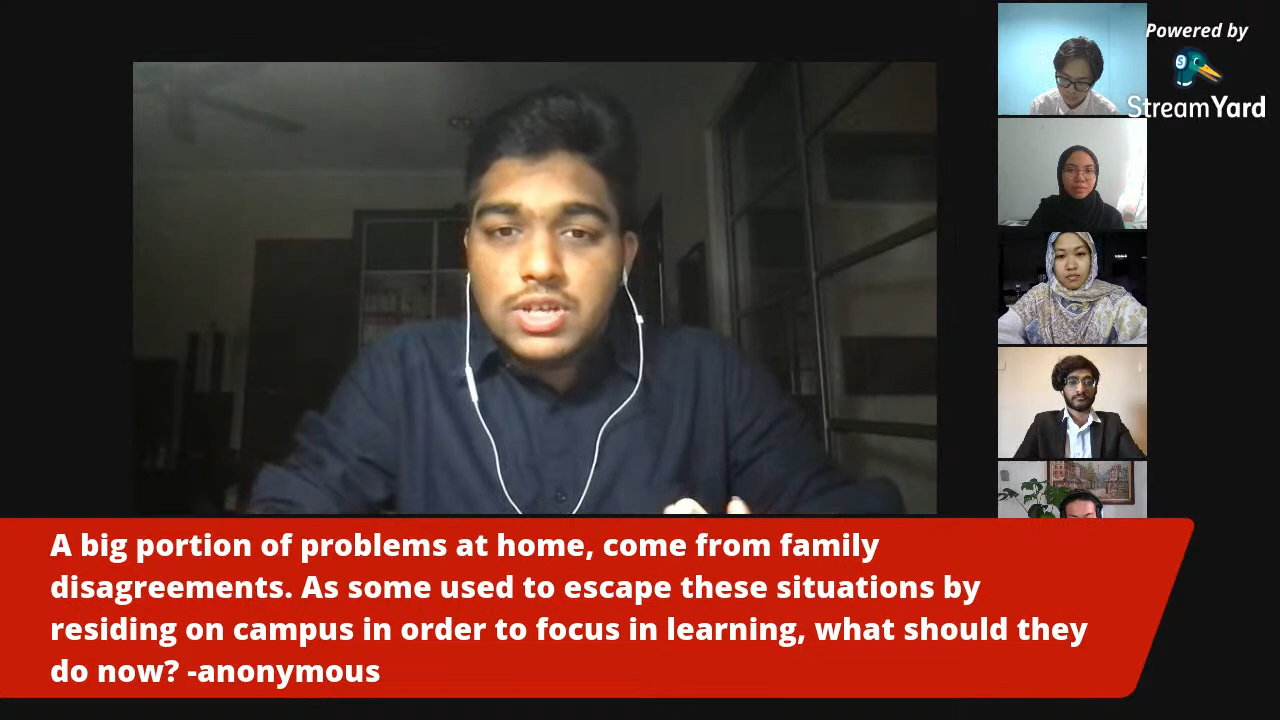 Powered by
StreamYard
A big portion of problems at home, come from family
disagreements. As some used to escape these situations by
residing on campus in order to focus in learning, what should they
do now? -anonymous